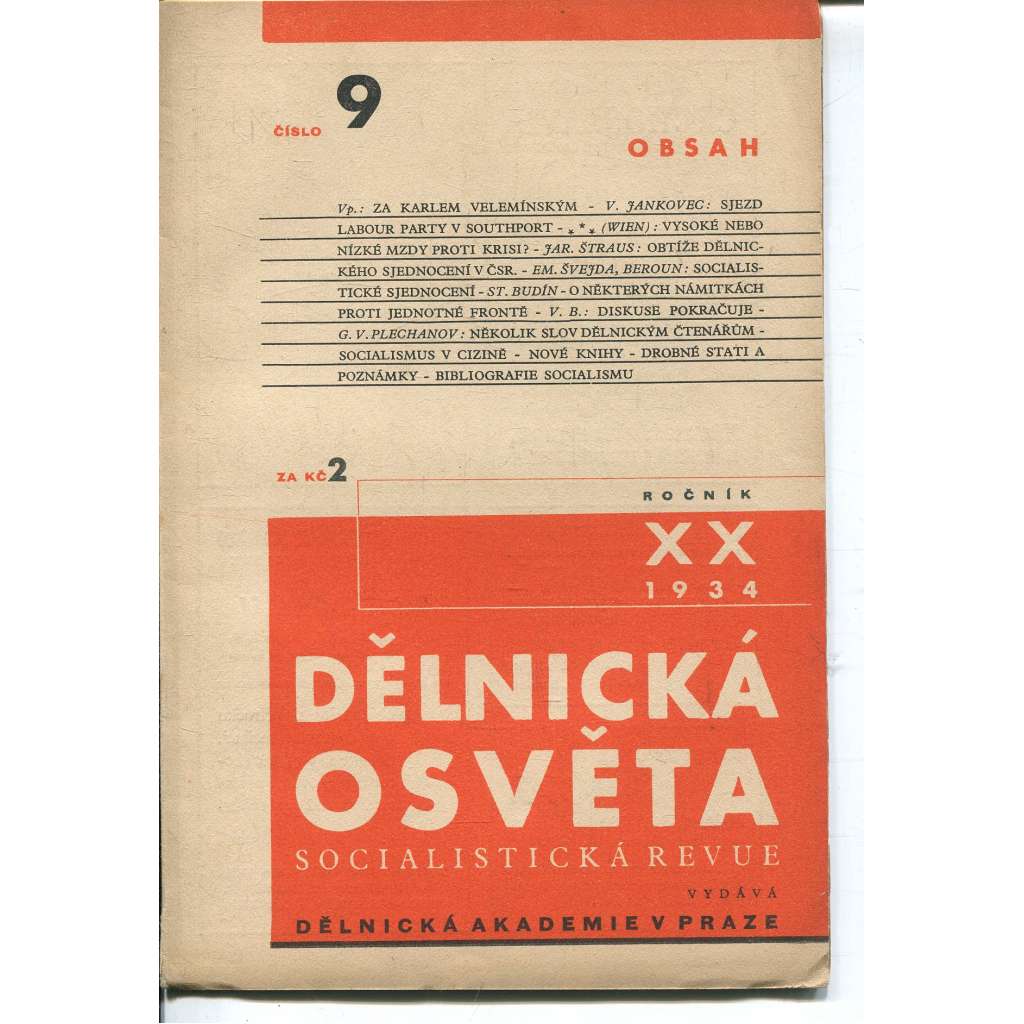 ČÍSLO 9
OBSAH
Vp.: ZA KARLEM VELEMÍNSKÝM - V. JANKOVEC: SJEZD
LABOUR PARTY V SOUTHPORT - *** (WIEN): VYSOKÉ NEBO
NÍZKÉ MZDY PROTI KRISI? - JAR. ŠTRAUS: OBTÍŽE DĚLNIC-
KÉHO SJEDNOCENÍ V ČSR. - EM. ŠVEJDA, BEROUN: SOCIALIS-
TICKÉ SJEDNOCENÍ - ST. BUDÍN - O NĚKTERÝCH NÁMITKÁCH
PROTI JEDNOTNÉ FRONTĚ - V. B.: DISKUSE POKRAČUJE -
G. V. PLECHANOV: NĚKOLIK SLOV DĚLNICKÝM ČTENÁŘŮM -
SOCIALISMUS V CIZINĚ - NOVÉ KNIHY - DROBNÉ STATI A
POZNÁMKY - BIBLIOGRAFIE SOCIALISMU
ZA KČ 2
ROČNÍK
XX
1934
DĚLNICKÁ
OSVĚTA
SOCIALISTICKÁ REVUE
VYDÁVÁ
DĚLNICKÁ AKADEMIE V PRAZE